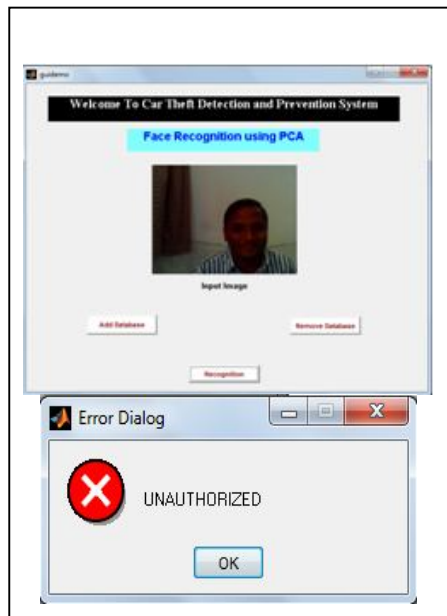 guidemo
Welcome To Car Theft Detection and Prevention System
Face Recognition using PCA
Input Image
Add Database
Remove Database
Recognition
Error Dialog
UNAUTHORIZED
OK